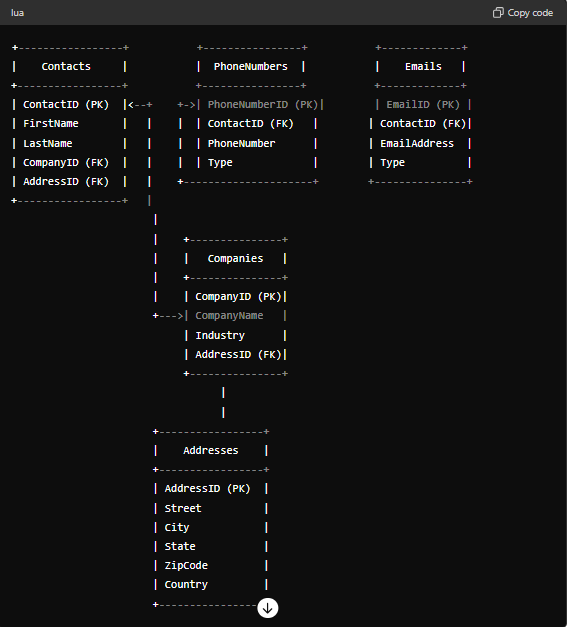 lua Copy code
Contacts PhoneNumbers Emails
ContactID (PK) PhoneNumberID (PK) EmailID (PK)
FirstName ContactID (FK) ContactID (FK)
LastName PhoneNumber EmailAddress
CompanyID (FK) Type Type
AddressID (FK)
Companies
CompanyID (PK)
CompanyName
Industry
AddressID (FK)
Addresses
AddressID (PK)
Street
City
State
ZipCode
Country